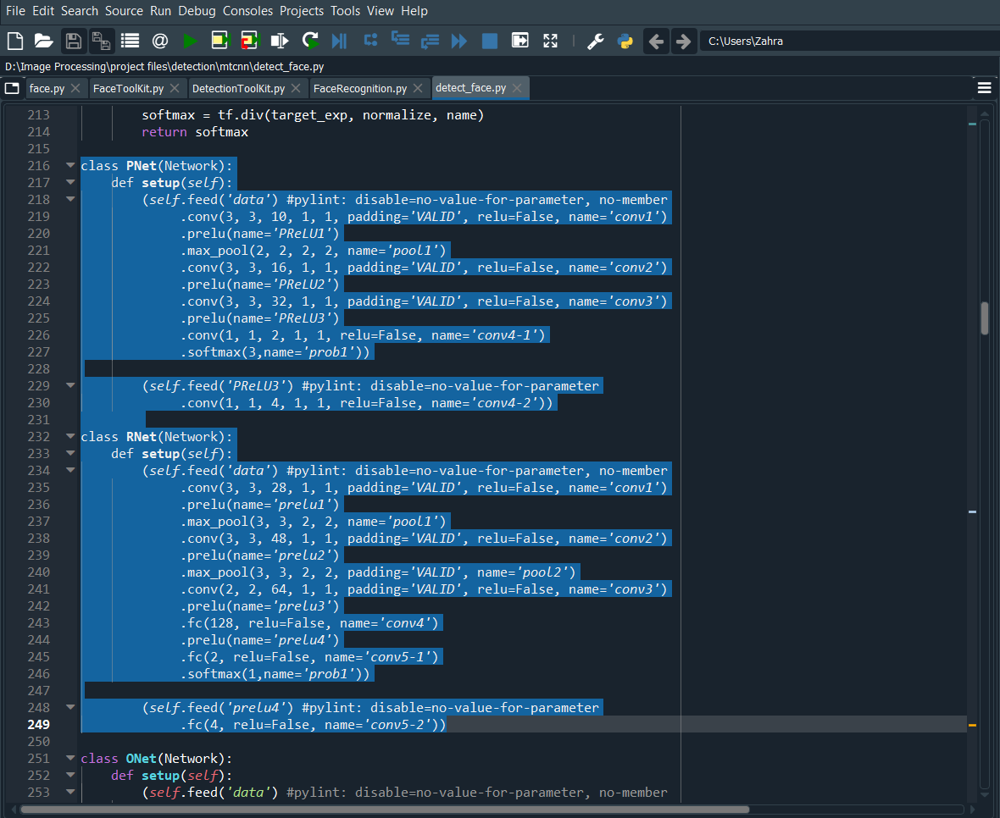 File Edit Search Source Run Debug Consoles Projects Tools View Help
C:\Users\Zahra
D:\Image Processing\project files\detection\mtcnn\detect_face.py
face.py FaceToolKit.py DetectionToolKit.py FaceRecognition.py detect_face.py
213 softmax = tf.div(target_exp, normalize, name)
214 return softmax
215
216 class PNet(Network):
217 def setup(self):
218 (self.feed('data') #pylint: disable=no-value-for-parameter, no-member
219 .conv(3, 3, 10, 1, 1, padding='VALID', relu=False, name='conv1')
220 .prelu(name='PReLU1')
221 .max_pool(2, 2, 2, 2, name='pool1')
222 .conv(3, 3, 16, 1, 1, padding='VALID', relu=False, name='conv2')
223 .prelu(name='PReLU2')
224 .conv(3, 3, 32, 1, 1, padding='VALID', relu=False, name='conv3')
225 .prelu(name='PReLU3')
226 .conv(1, 1, 2, 1, 1, relu=False, name='conv4-1')
227 .softmax(3,name='prob1'))
228
229 (self.feed('PReLU3') #pylint: disable=no-value-for-parameter
230 .conv(1, 1, 4, 1, 1, relu=False, name='conv4-2'))
231
232 class RNet(Network):
233 def setup(self):
234 (self.feed('data') #pylint: disable=no-value-for-parameter, no-member
235 .conv(3, 3, 28, 1, 1, padding='VALID', relu=False, name='conv1')
236 .prelu(name='prelu1')
237 .max_pool(3, 3, 2, 2, name='pool1')
238 .conv(3, 3, 48, 1, 1, padding='VALID', relu=False, name='conv2')
239 .prelu(name='prelu2')
240 .max_pool(3, 3, 2, 2, padding='VALID', name='pool2')
241 .conv(2, 2, 64, 1, 1, padding='VALID', relu=False, name='conv3')
242 .prelu(name='prelu3')
243 .fc(128, relu=False, name='conv4')
244 .prelu(name='prelu4')
245 .fc(2, relu=False, name='conv5-1')
246 .softmax(1,name='prob1'))
247
248 (self.feed('prelu4') #pylint: disable=no-value-for-parameter
249 .fc(4, relu=False, name='conv5-2'))
250
251 class ONet(Network):
252 def setup(self):
253 (self.feed('data') #pylint: disable=no-value-for-parameter, no-member